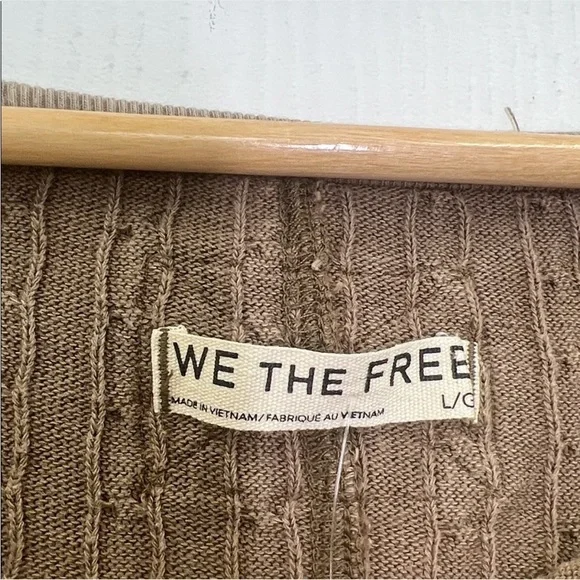 WE THE FREE
L/G
MADE IN VIETNAM / FABRIQUÉ AU VIETNAM